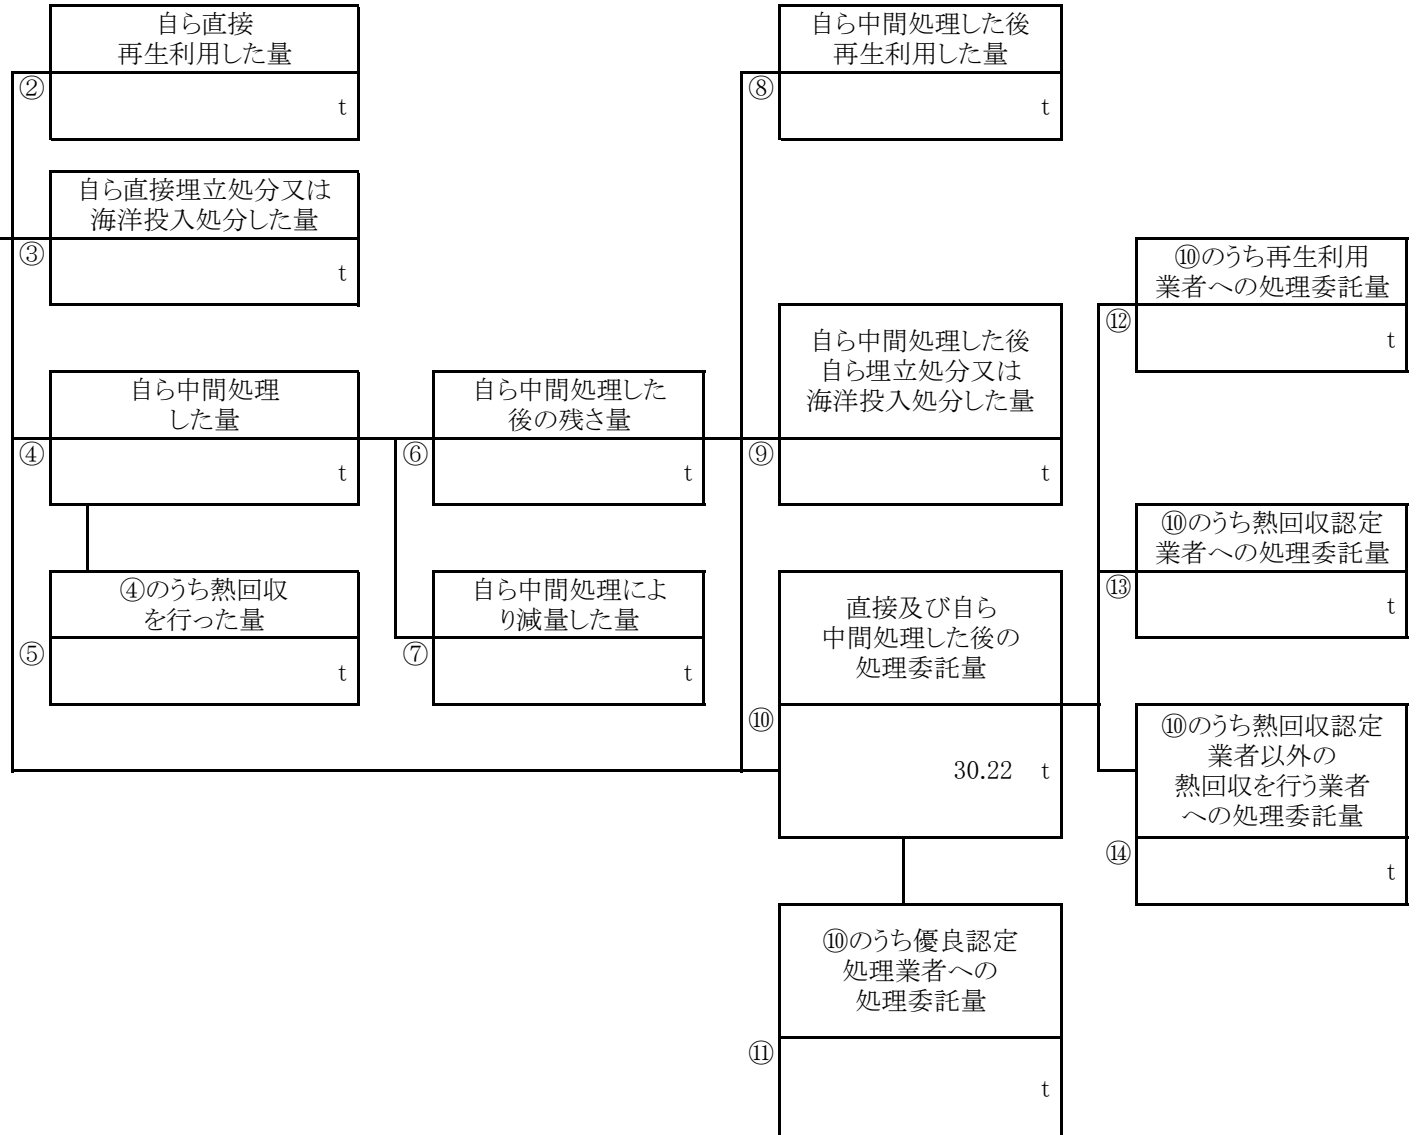 自ら直接
再生利用した量
②
t
自ら直接埋立処分又は
海洋投入処分した量
③
t
自ら中間処理
した量
④
t
④のうち熱回収
を行った量
⑤
t
自ら中間処理した
後の残さ量
⑥
t
自ら中間処理によ
り減量した量
⑦
t
自ら中間処理した後
再生利用した量
⑧
t
自ら中間処理した後
自ら埋立処分又は
海洋投入処分した量
⑨
t
直接及び自ら
中間処理した後の
処理委託量
⑩
30.22 t
⑩のうち優良認定
処理業者への
処理委託量
⑪
t
⑩のうち再生利用
業者への処理委託量
⑫
t
⑩のうち熱回収認定
業者への処理委託量
⑬
t
⑩のうち熱回収認定
業者以外の
熱回収を行う業者
への処理委託量
⑭
t